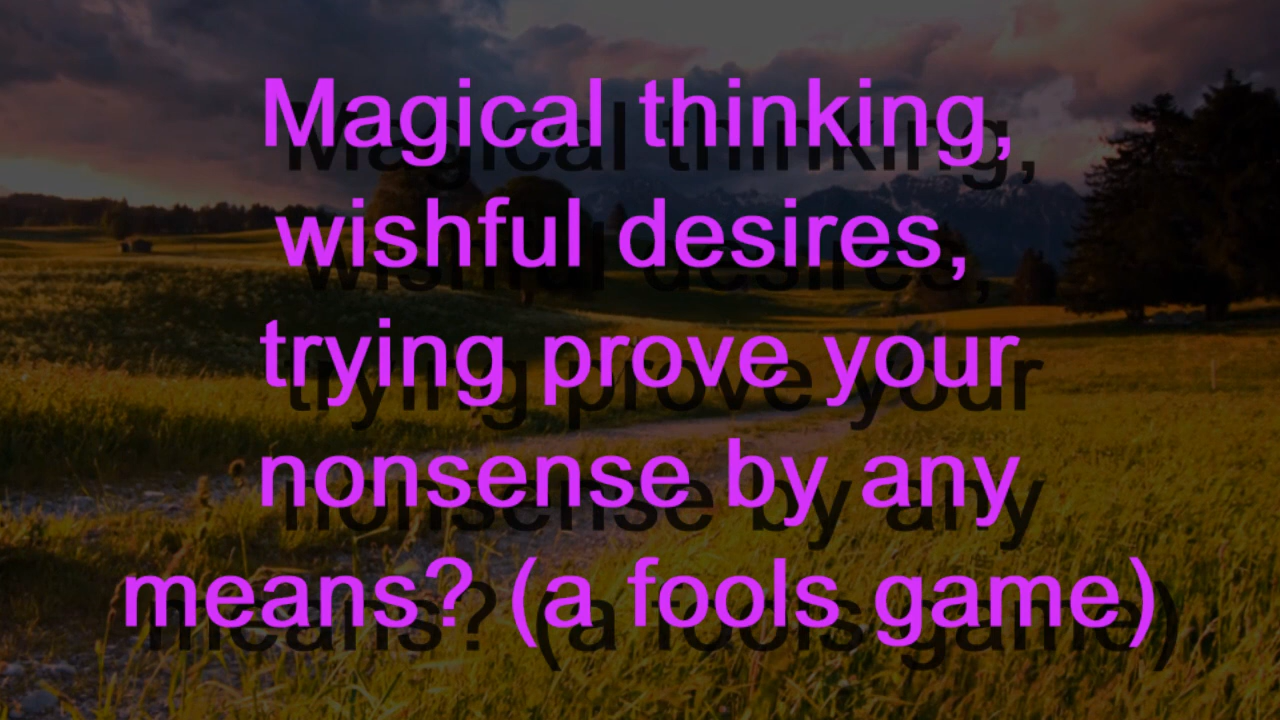 Magical thinking,
wishful desires,
trying prove your
nonsense by any
means? (a fools game)